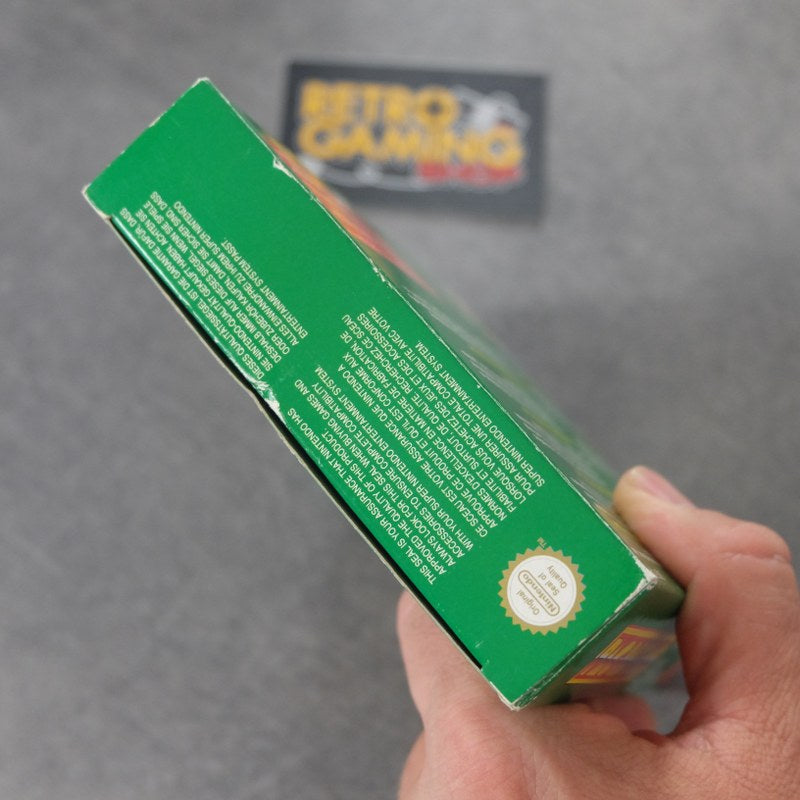 RETRO
GAMING
Original
Nintendo
Seal of
Quality
TM
THIS SEAL IS YOUR ASSURANCE THAT NINTENDO HAS
APPROVED THE QUALITY OF THIS PRODUCT.
ALWAYS LOOK FOR THIS SEAL WHEN BUYING GAMES AND
ACCESSORIES TO ENSURE COMPLETE COMPATIBILITY
WITH YOUR SUPER NINTENDO ENTERTAINMENT SYSTEM.
CE SCEAU EST VOTRE ASSURANCE QUE NINTENDO A
APPROUVE CE PRODUIT ET QU'IL EST CONFORME AUX
NORMES D'EXCELLENCE EN MATIERE DE FABRICATION, DE
FIABILITE ET SURTOUT, DE QUALITE. RECHERCHEZ CE SCEAU
LORSQUE VOUS ACHETEZ DES JEUX ET DES ACCESSOIRES
POUR ASSURER UNE TOTALE COMPATIBILITE AVEC VOTRE
SUPER NINTENDO ENTERTAINMENT SYSTEM.
DIESES QUALITÄTSSIEGEL IST DIE GARANTIE DAFÜR, DASS
SIE NINTENDO-QUALITÄT GEKAUFT HABEN. ACHTEN SIE
DESHALB IMMER AUF DIESES SIEGEL, WENN SIE SPIELE
ODER ZUBEHÖR KAUFEN, DAMIT SIE SICHER SIND, DASS
ALLES EINWANDFREI ZU IHREM SUPER NINTENDO
ENTERTAINMENT SYSTEM PASST.